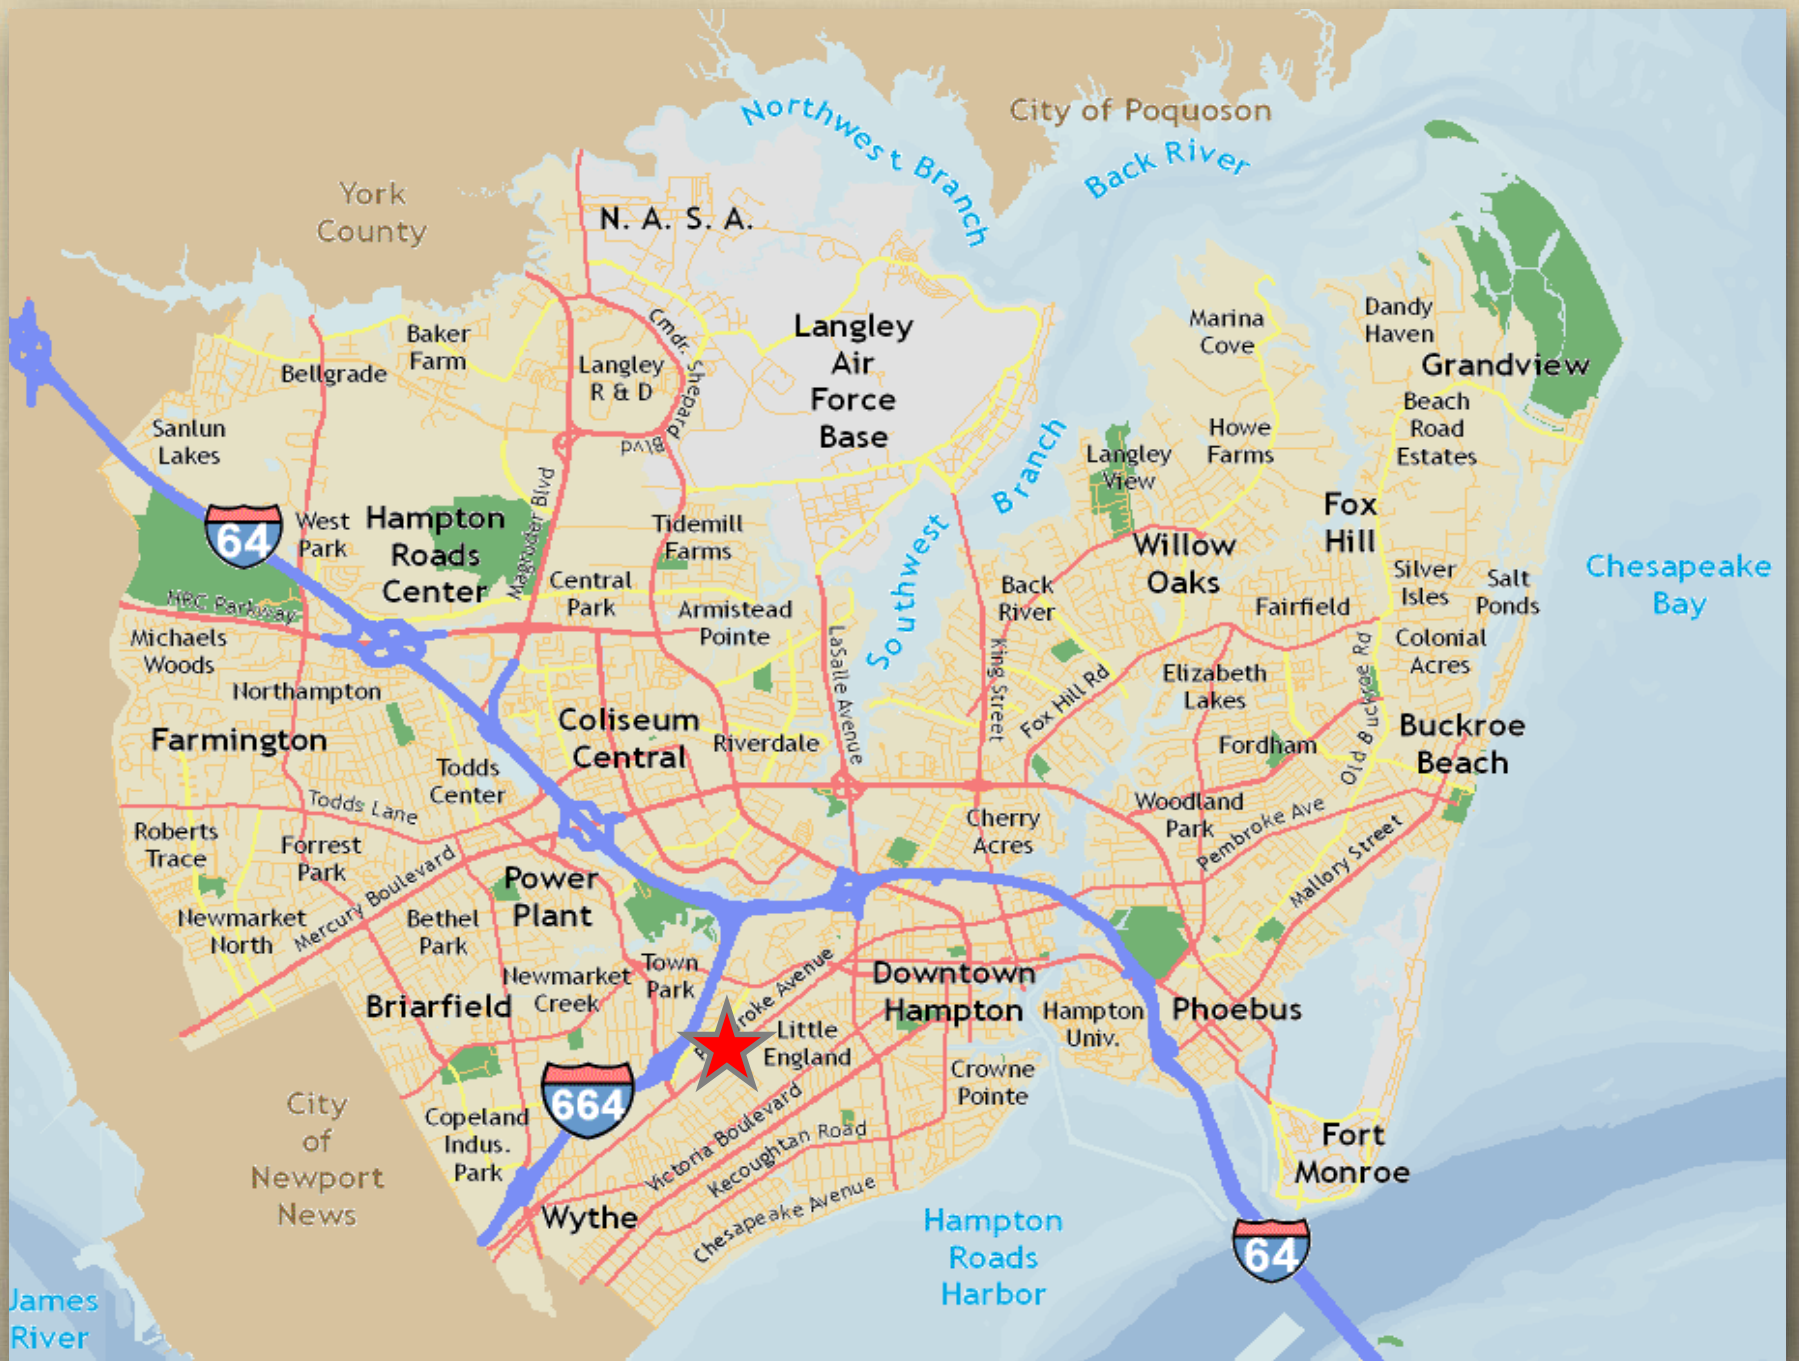 City of Poquoson
Northwest Branch
Back River
York
County
N. A. S. A.
Langley
Air
Force
Base
Marina
Cove
Dandy
Haven
Grandview
Baker
Farm
Bellgrade
Langley
R & D
Cmdr. Shepard
Blvd
Sanlun
Lakes
Beach
Road
Estates
Howe
Farms
Langley
View
Branch
Southwest
64
West
Park
Hampton
Roads
Center
Magruder Blvd
Tidemill
Farms
Fox
Hill
Willow
Oaks
Chesapeake
Bay
Silver
Isles
Salt
Ponds
Back
River
Fairfield
Central
Park
Armistead
Pointe
HRC Parkway
Michaels
Woods
Northampton
LaSalle Avenue
King Street
Fox Hill Rd
Elizabeth
Lakes
Colonial
Acres
Old Buckroe Rd
Farmington
Coliseum
Central
Riverdale
Fordham
Buckroe
Beach
Todds
Center
Todds Lane
Woodland
Park
Pembroke Ave
Cherry
Acres
Roberts
Trace
Forrest
Park
Mercury Boulevard
Mallory Street
Power
Plant
Newmarket
North
Bethel
Park
Newmarket
Creek
Town
Park
roke Avenue
Downtown
Hampton
Briarfield
Little
England
Hampton
Univ.
Phoebus
Crowne
Pointe
664
City
of
Newport
News
Copeland
Indus.
Park
Victoria Boulevard
Kecoughtan Road
Chesapeake Avenue
Fort
Monroe
Wythe
Hampton
Roads
Harbor
64
James
River